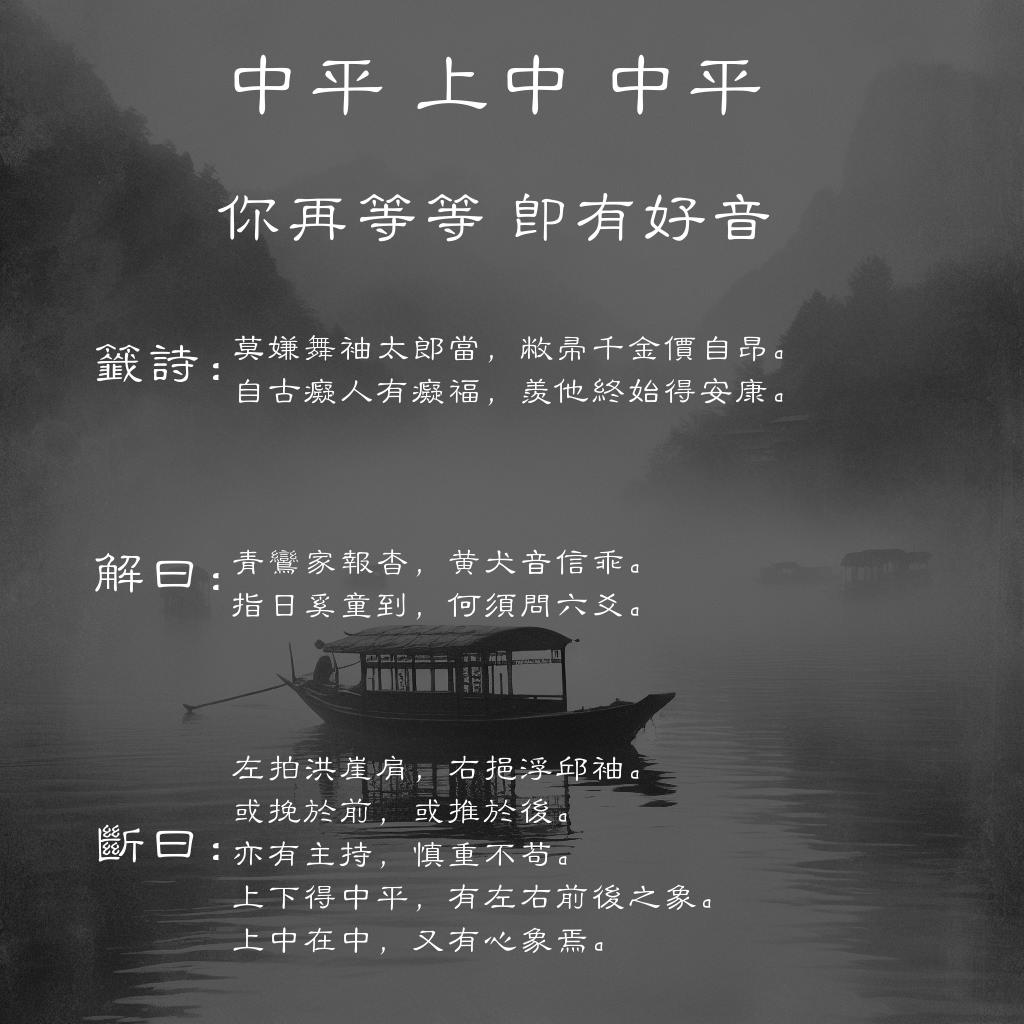 中平 上中 中平
你再等等 卽有好音
籤詩：
莫嫌舞袖太郎當，敝帚千金價自昂。
自古癡人有癡福，羨他終始得安康。
解曰：
青鸞家報杳，黃犬音信乖。
指日奚童到，何須問六爻。
斷曰：
左拍洪崖肩，右挹浮邱袖。
或挽於前，或推於後。
亦有主持，慎重不苟。
上下得中平，有左右前後之象。
上中在中，又有心象焉。